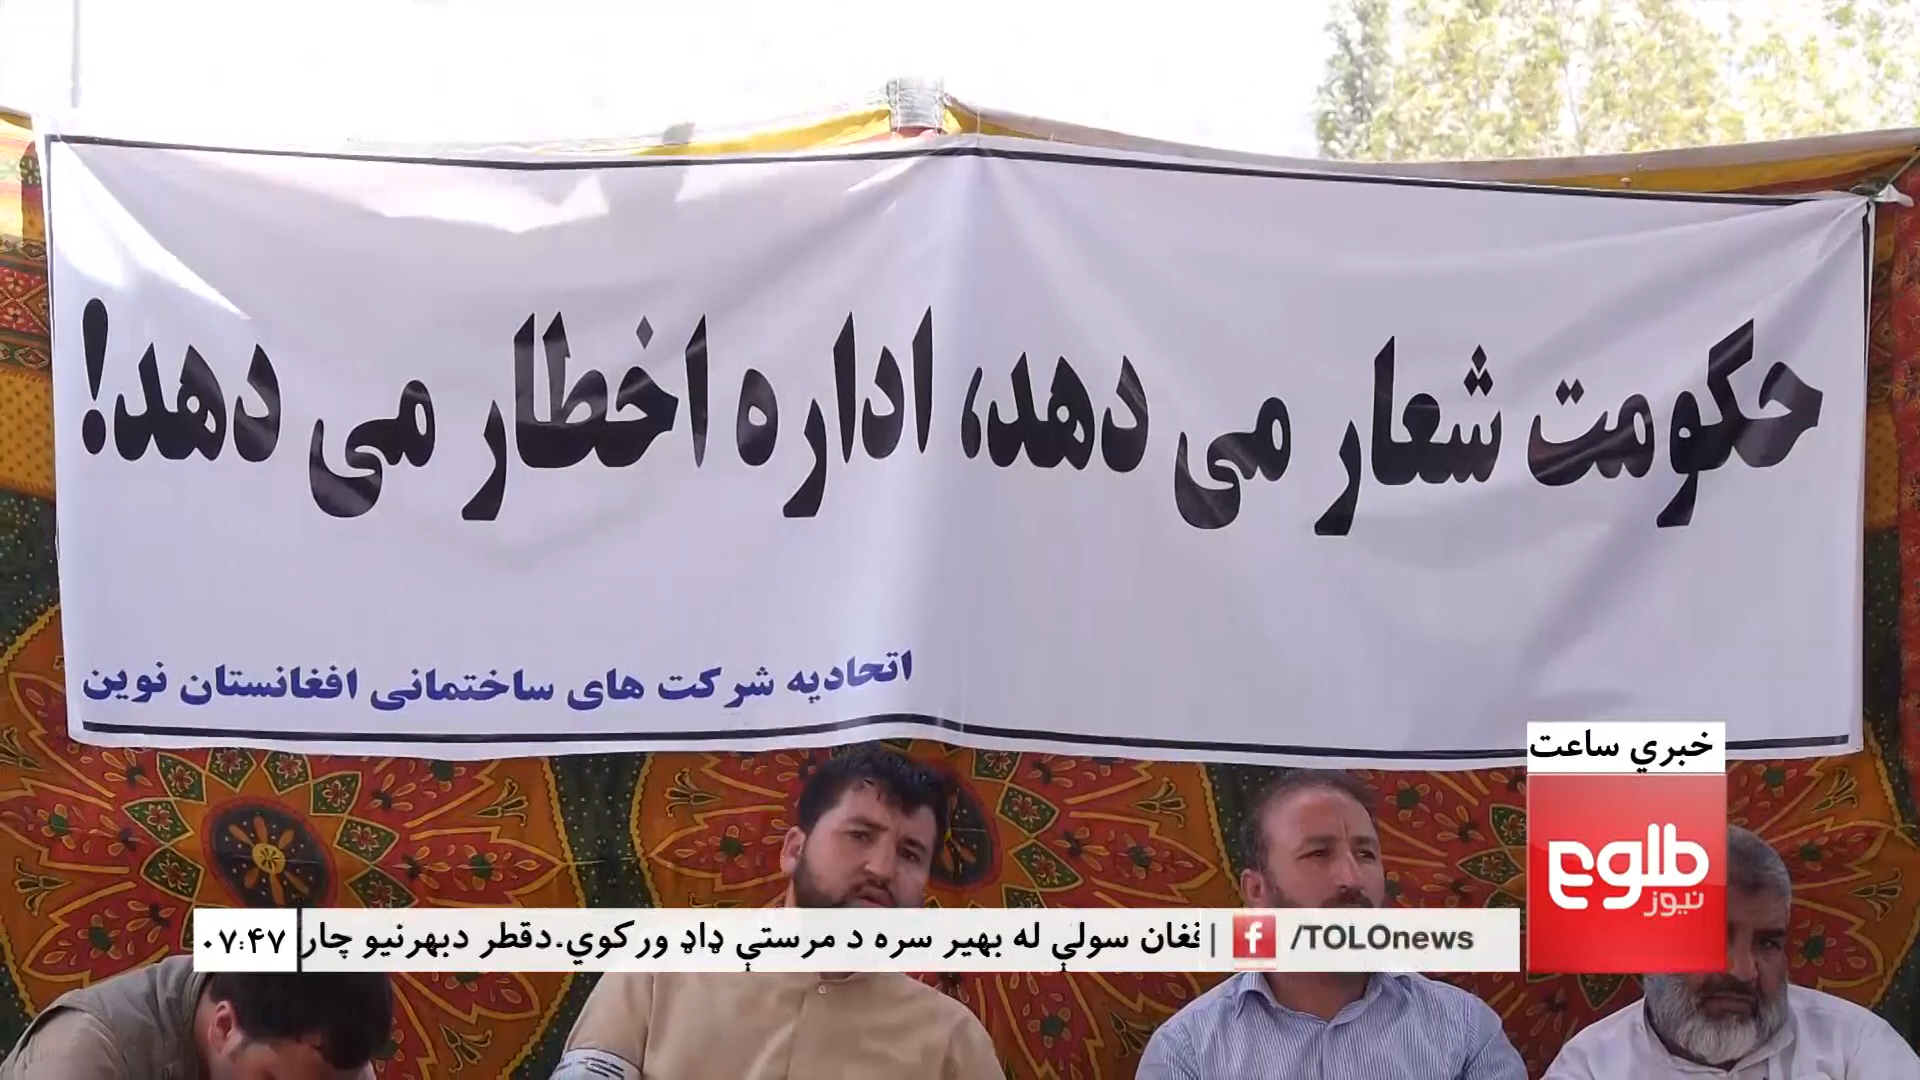 حکومت شعار می دهد، اداره اخطار می دهد!
اتحادیه شرکت های ساختمانی افغانستان نوین
خبري ساعت
طلوع
نیوز
۰۷:۴۷
فغان سولې له بهیر سره د مرستې ډاډ ورکوي.دقطر دبهرنیو چار
/TOLOnews